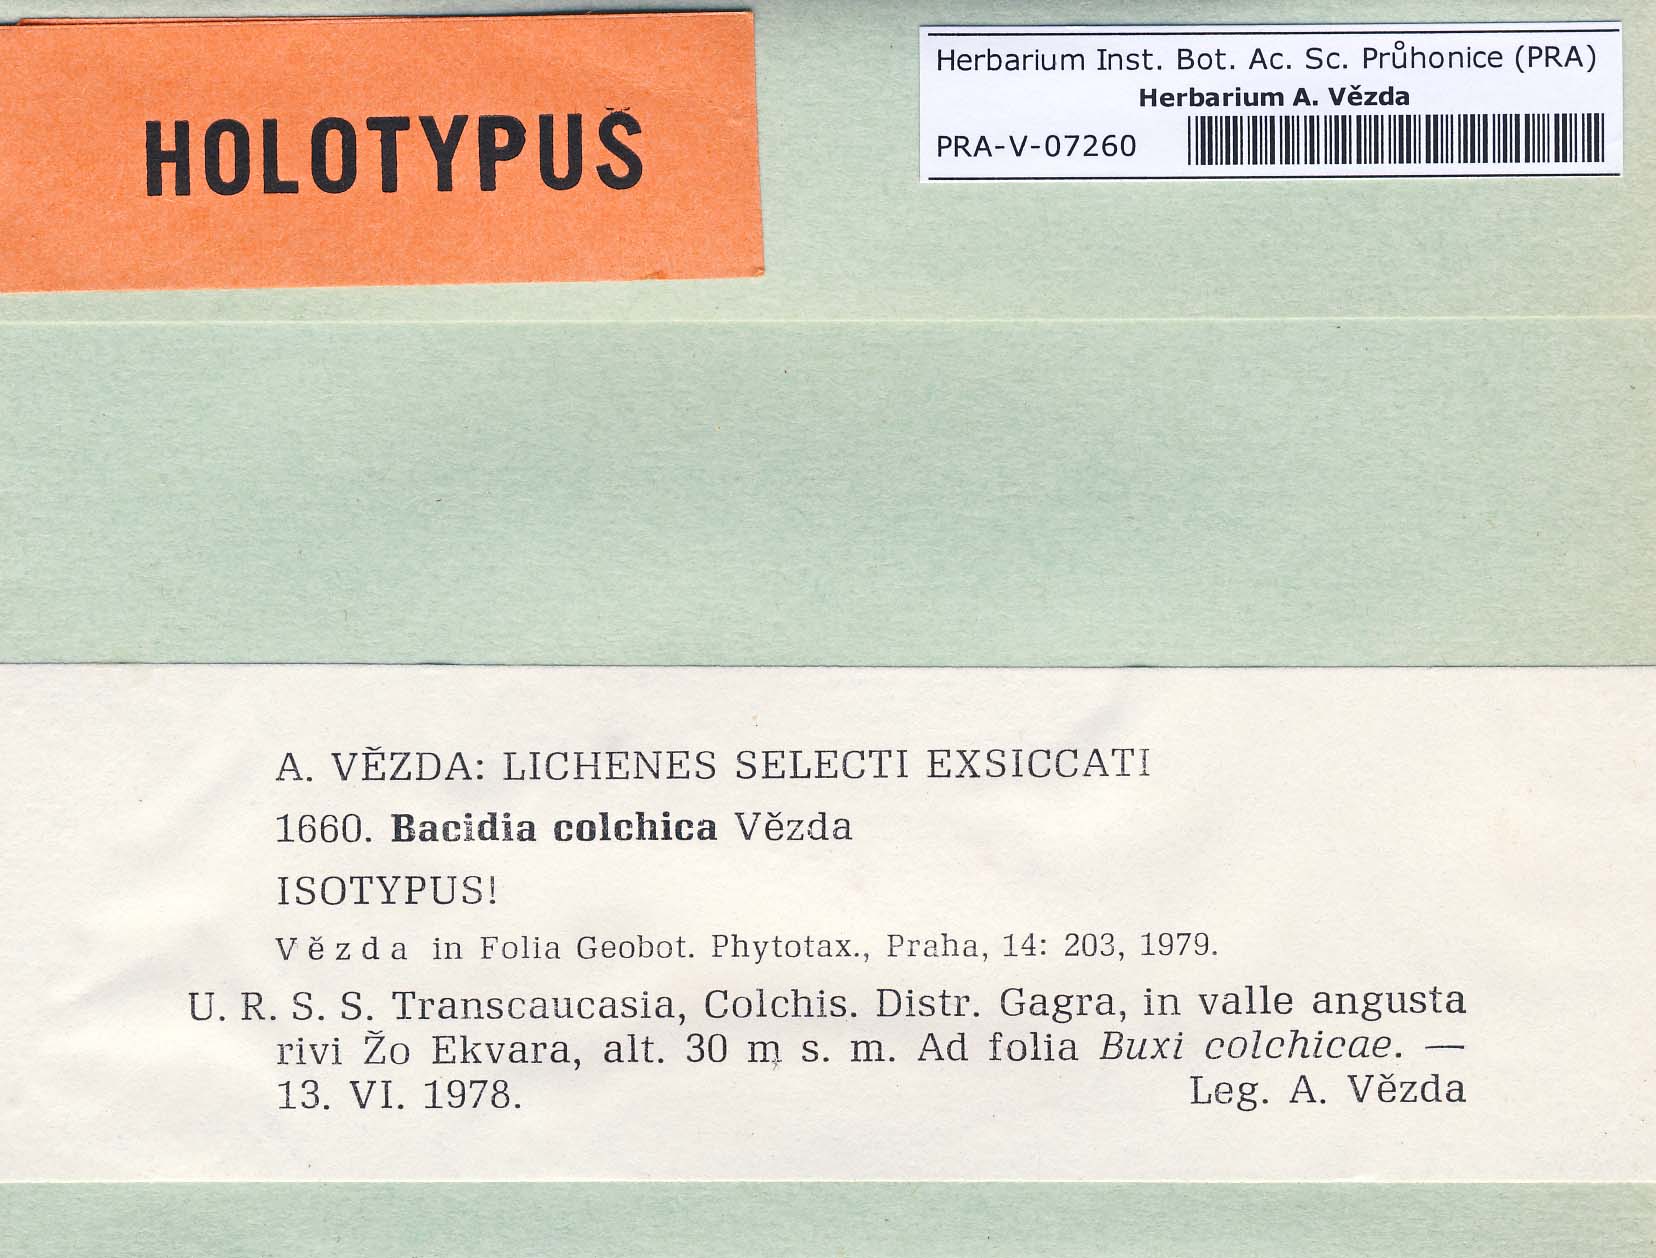 HOLOTYPUS
Herbarium Inst. Bot. Ac. Sc. Průhonice (PRA)
Herbarium A. Vězda
PRA-V-07260
A. VĚZDA: LICHENES SELECTI EXSICCATI
1660. Bacidia colchica Vězda
ISOTYPUS!
Vězda in Folia Geobot. Phytotax., Praha, 14: 203, 1979.
U. R. S. S. Transcaucasia, Colchis. Distr. Gagra, in valle angusta
rivi Žo Ekvara, alt. 30 m s. m. Ad folia Buxi colchicae. —
13. VI. 1978. Leg. A. Vězda